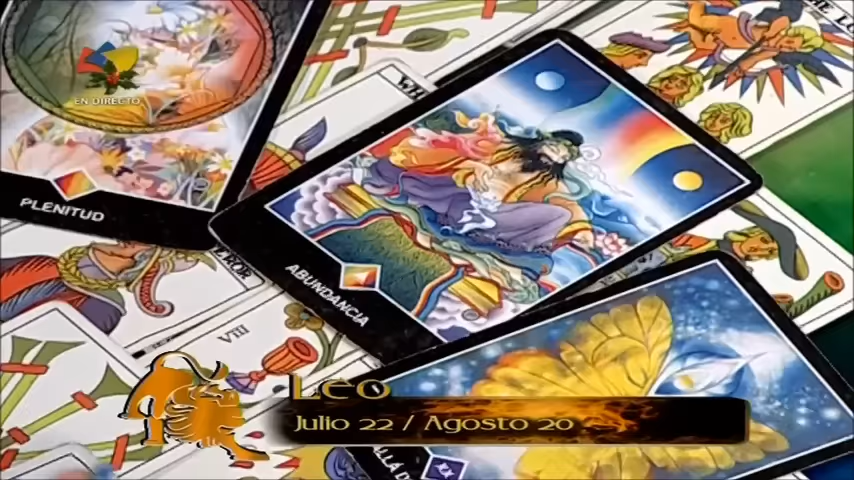 EN DIRECTO
PLENITUD
ABUNDANCIA
VIII
Leo
Julio 22 / Agosto 20